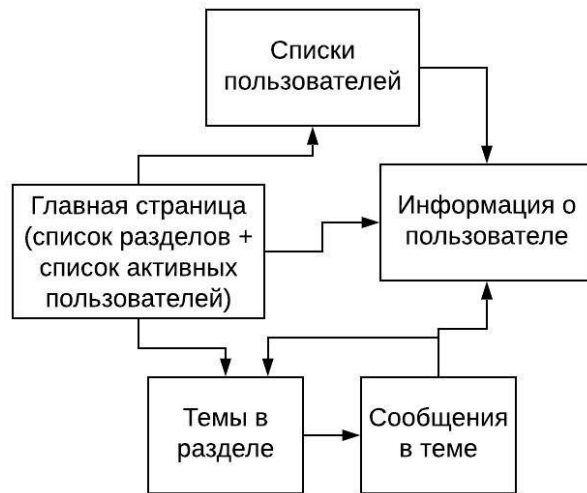 Списки
пользователей
Главная страница
(список разделов +
список активных
пользователей)
Информация о
пользователе
Темы в
разделе
Сообщения
в теме